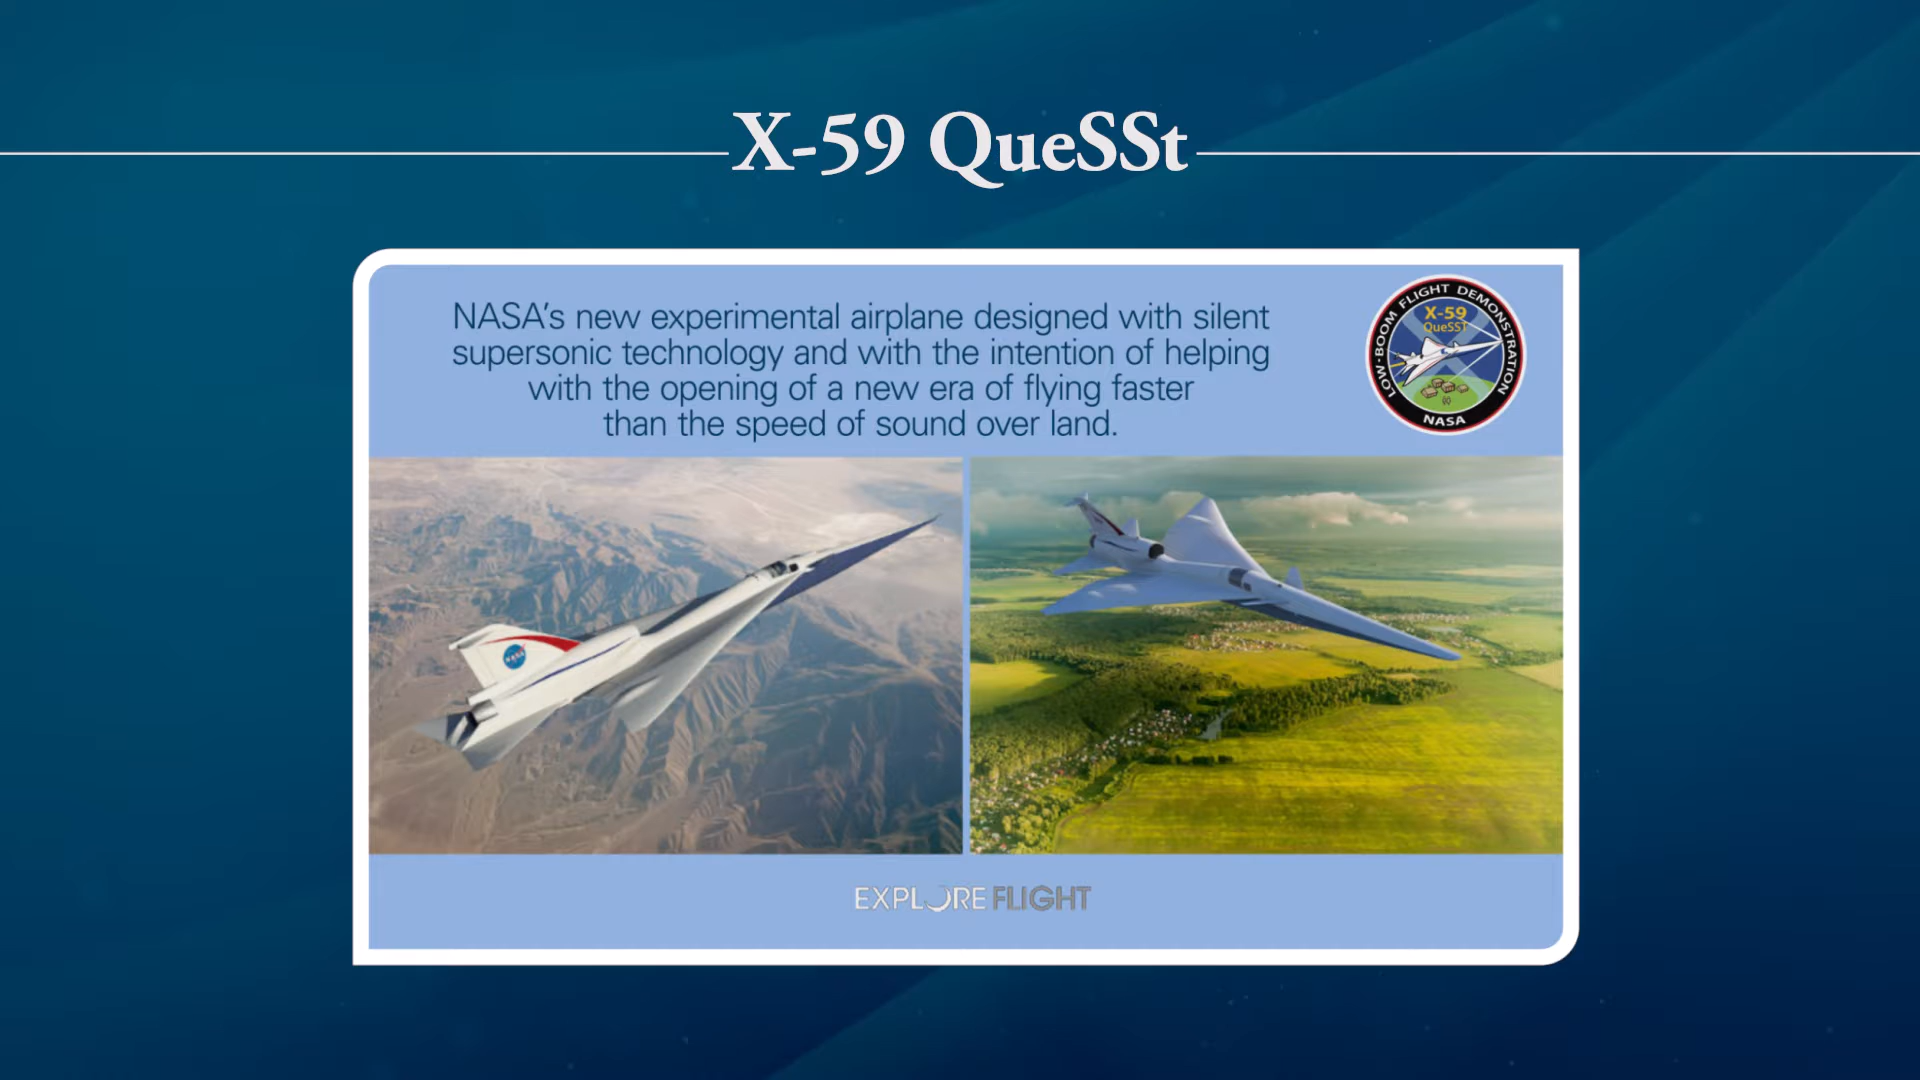 X-59 QueSSt
NASA's new experimental airplane designed with silent
supersonic technology and with the intention of helping
with the opening of a new era of flying faster
than the speed of sound over land.
LOW-BOOM FLIGHT DEMONSTRATION
X-59
QueSST
NASA
NASA
EXPLORE FLIGHT